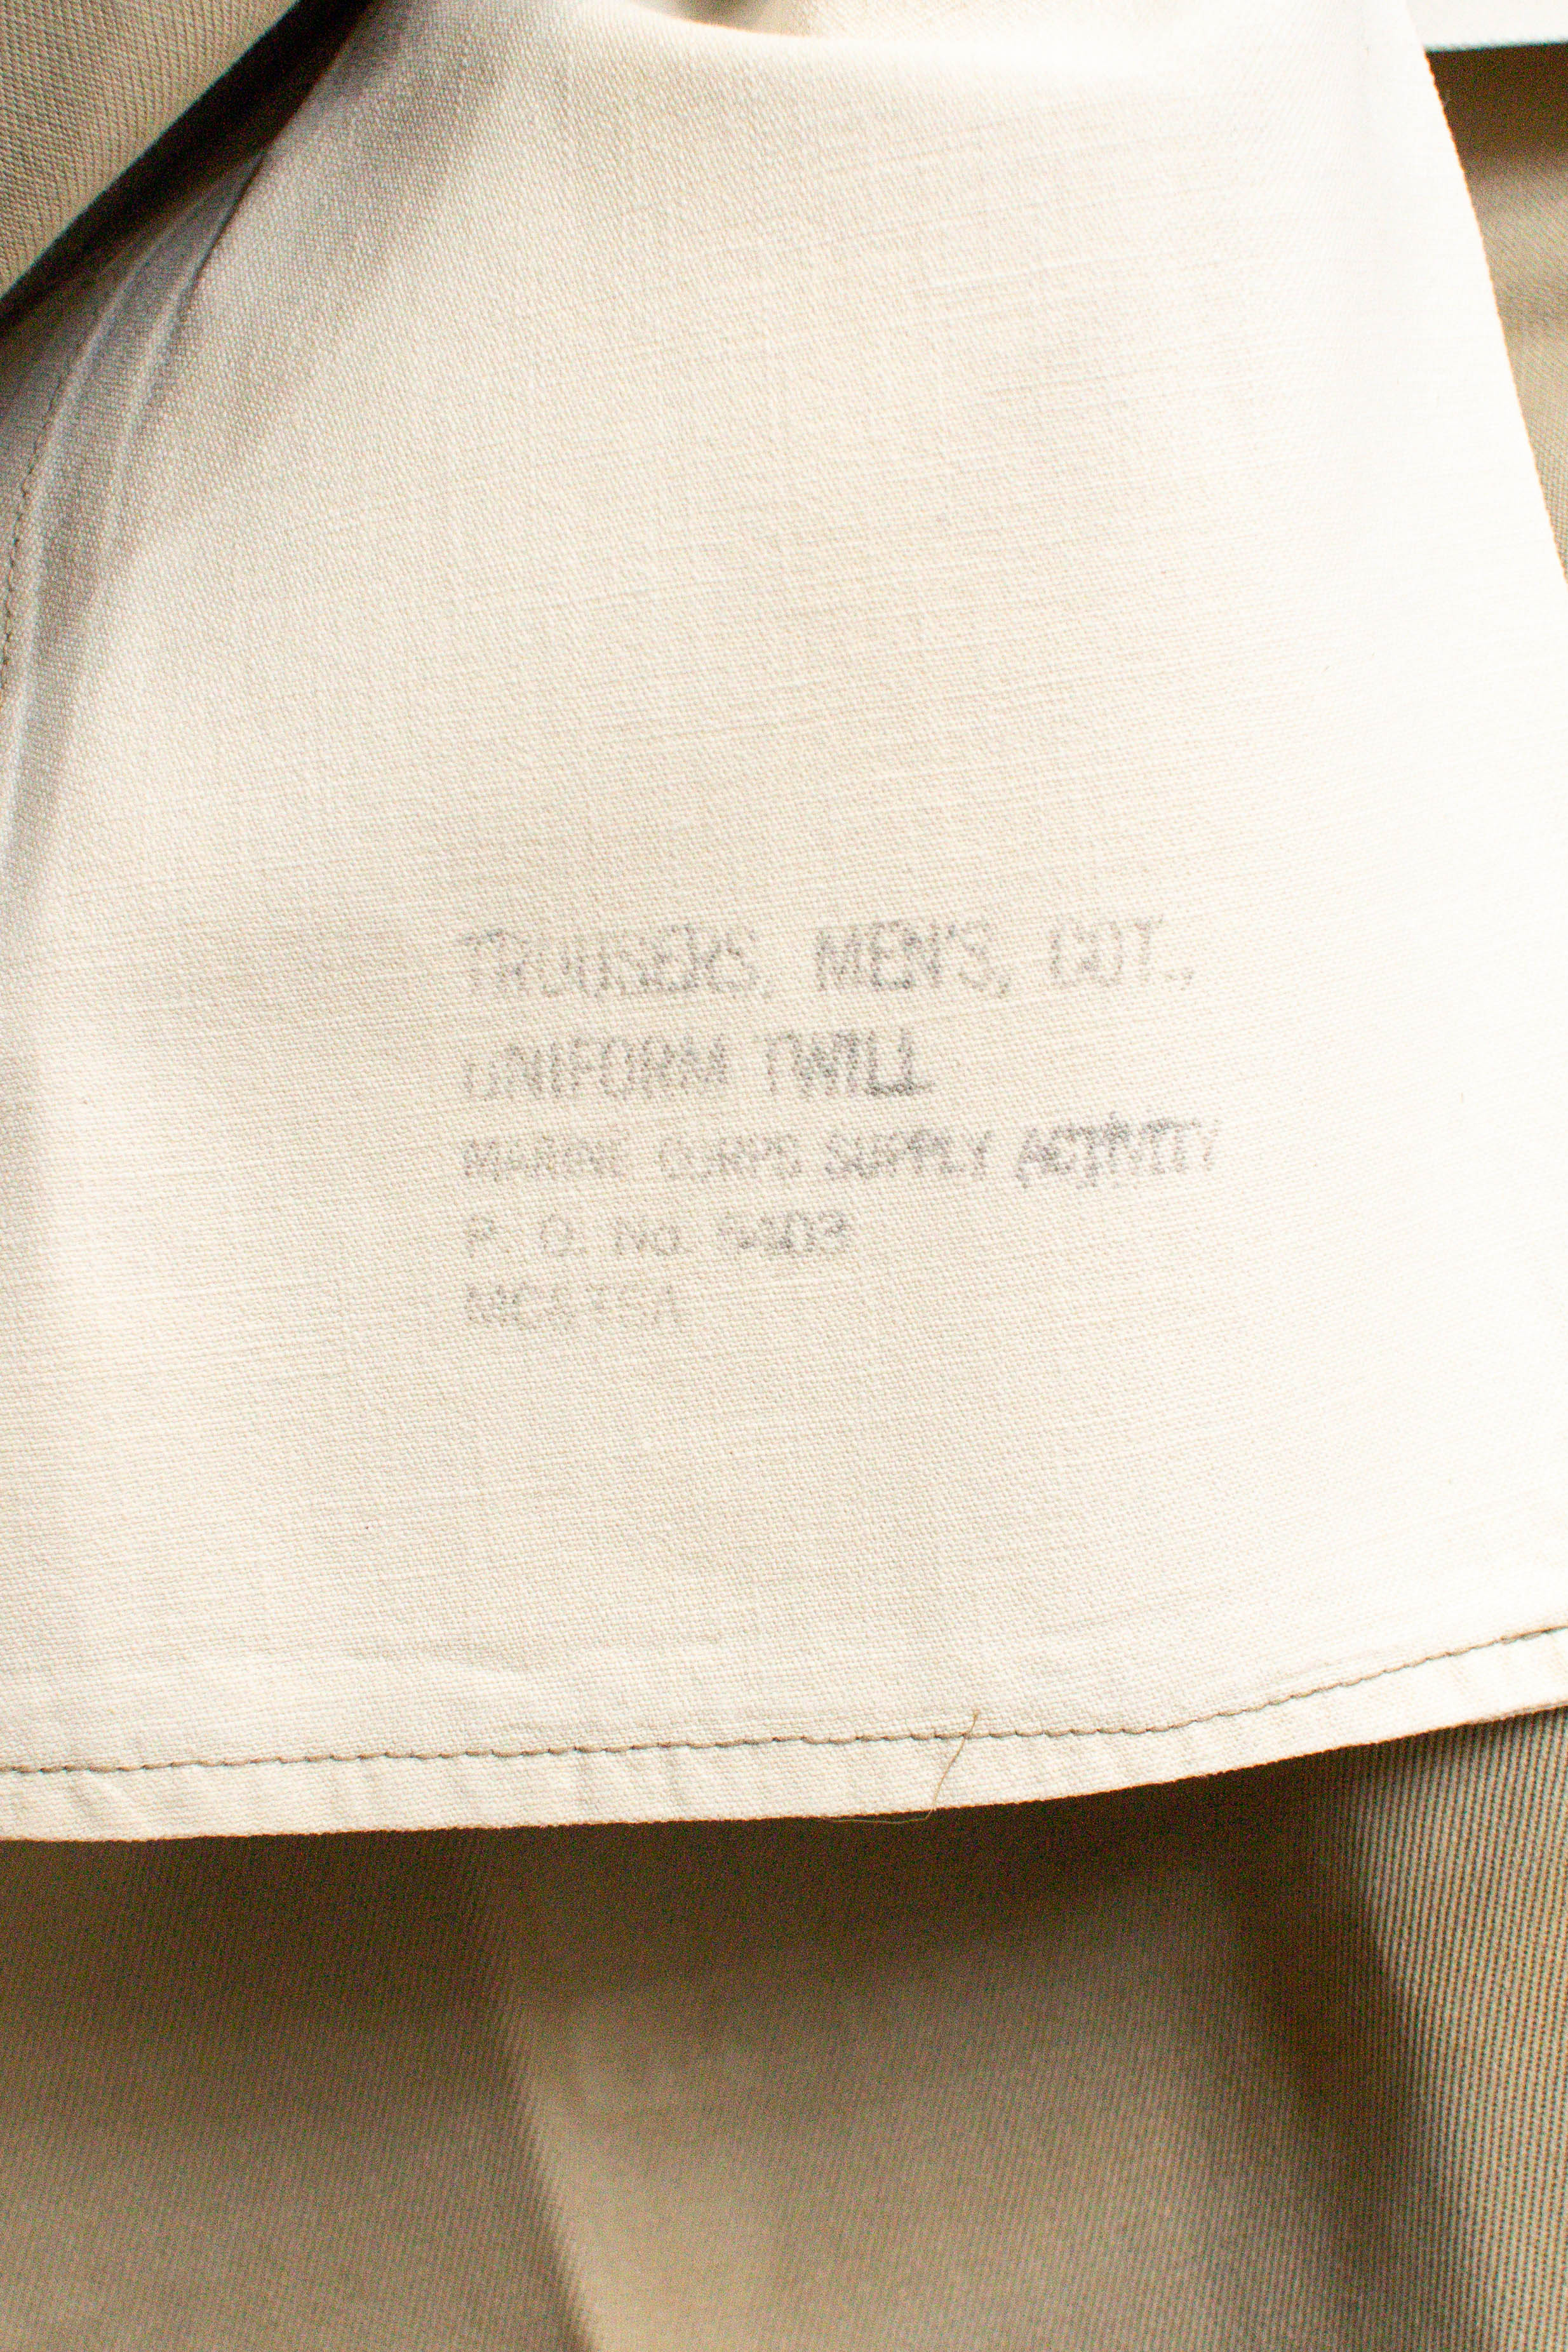 TROUSERS, MEN'S, COT.,
UNIFORM TWILL
MARINE CORPS SUPPLY ACTIVITY
P. O. No.